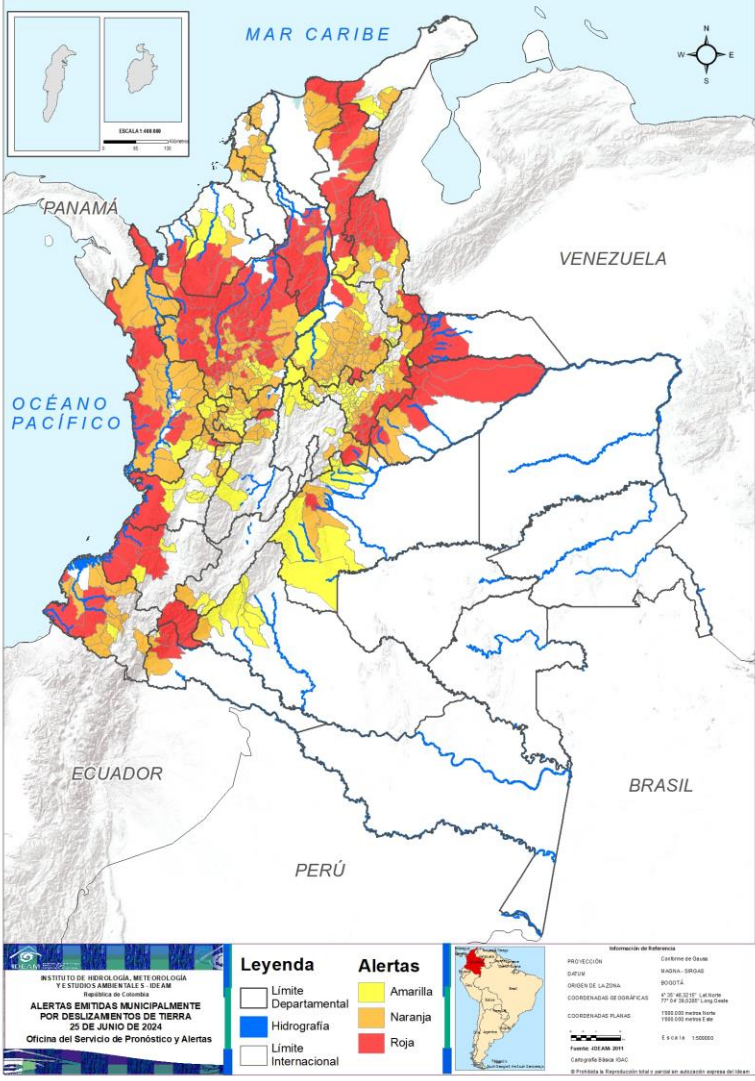 MAR CARIBE
N
W E
S
ESCALA 1:400.000
PANAMÁ
VENEZUELA
OCÉANO
PACÍFICO
ECUADOR
BRASIL
PERÚ
IDEAM
INSTITUTO DE HIDROLOGÍA, METEOROLOGÍA
Y ESTUDIOS AMBIENTALES - IDEAM
República de Colombia
ALERTAS EMITIDAS MUNICIPALMENTE
POR DESLIZAMIENTOS DE TIERRA
25 DE JUNIO DE 2024
Oficina del Servicio de Pronóstico y Alertas
Leyenda
Límite
Departamental
Hidrografía
Límite
Internacional
Alertas
Amarilla
Naranja
Roja
Información de Referencia
PROYECCIÓN Conforme de Gauss
DATUM MAGNA - SIRGAS
ORIGEN DE LA ZONA BOGOTÁ
COORDENADAS GEOGRÁFICAS
COORDENADAS PLANAS
Fuente: IDEAM- 2011
Cartografía Básica: IGAC